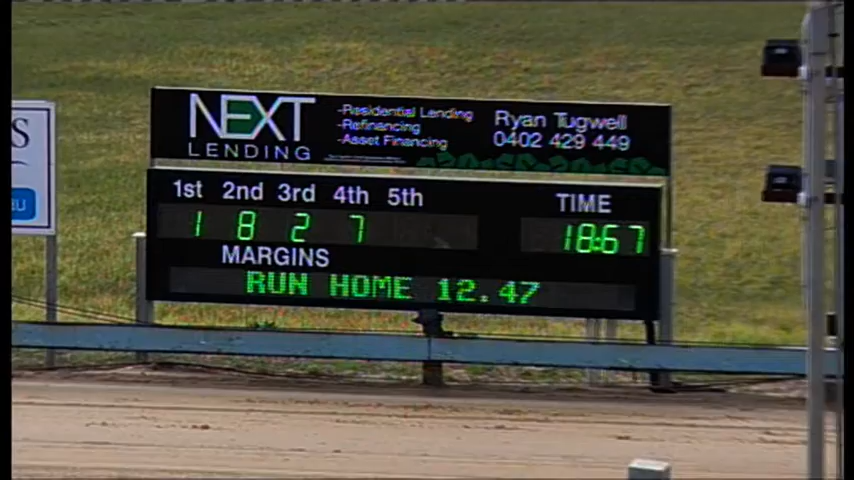 NEXT
LENDING
-Residential Lending
-Refinancing
-Asset Financing
Ryan Tugwell
0402 429 449
S
1st 2nd 3rd 4th 5th TIME
1 8 2 7 18:67
MARGINS
RUN HOME 12.47